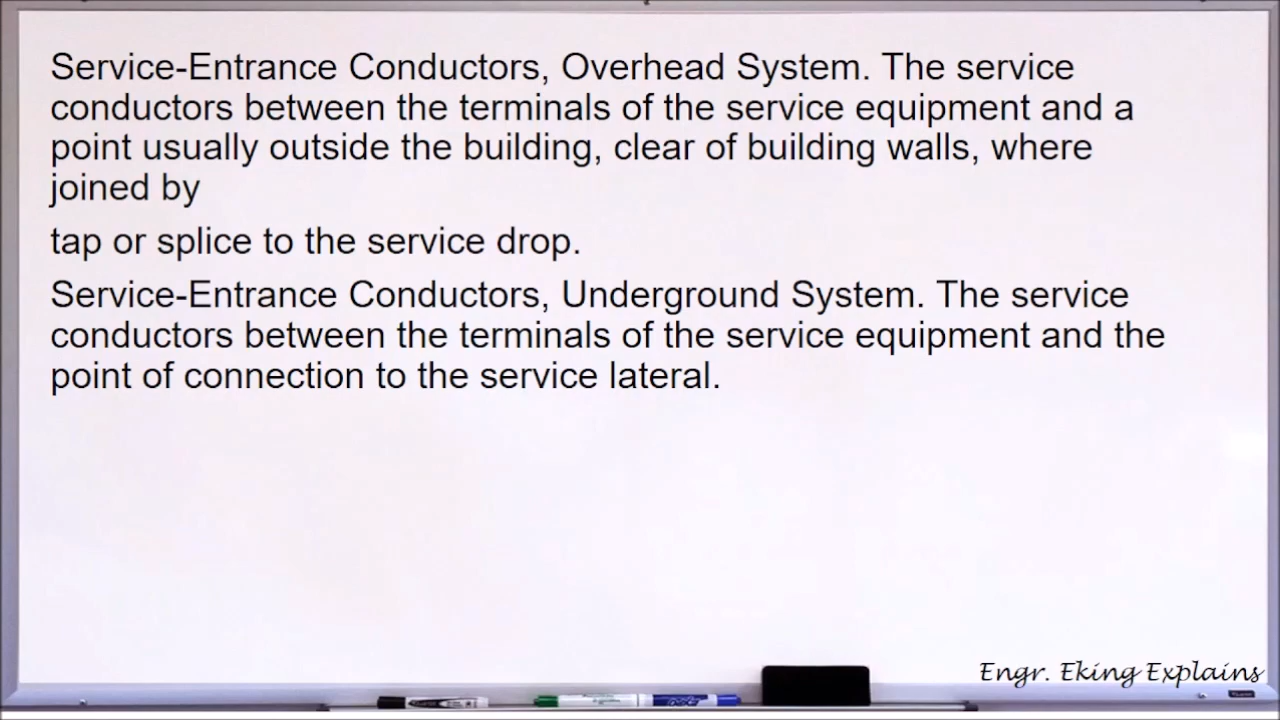 Service-Entrance Conductors, Overhead System. The service
conductors between the terminals of the service equipment and a
point usually outside the building, clear of building walls, where
joined by
tap or splice to the service drop.
Service-Entrance Conductors, Underground System. The service
conductors between the terminals of the service equipment and the
point of connection to the service lateral.
Engr. Eking Explains